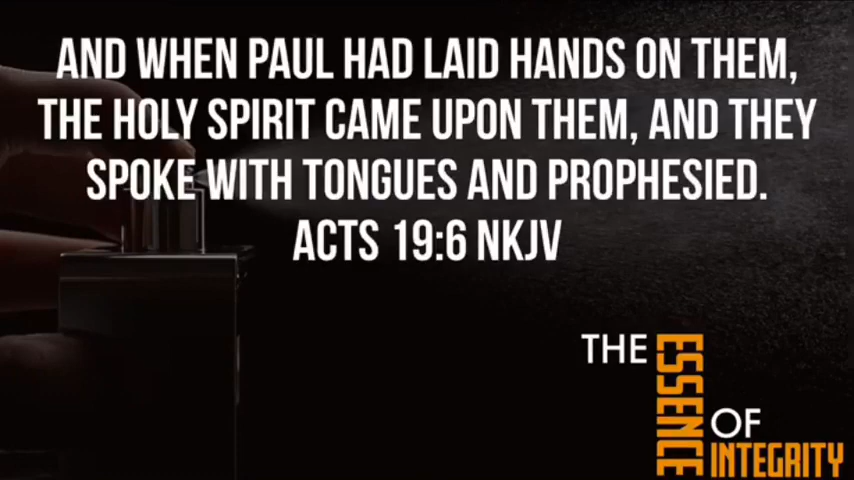 AND WHEN PAUL HAD LAID HANDS ON THEM,
THE HOLY SPIRIT CAME UPON THEM, AND THEY
SPOKE WITH TONGUES AND PROPHESIED.
ACTS 19:6 NKJV
THE
ESSENCE
OF
INTEGRITY